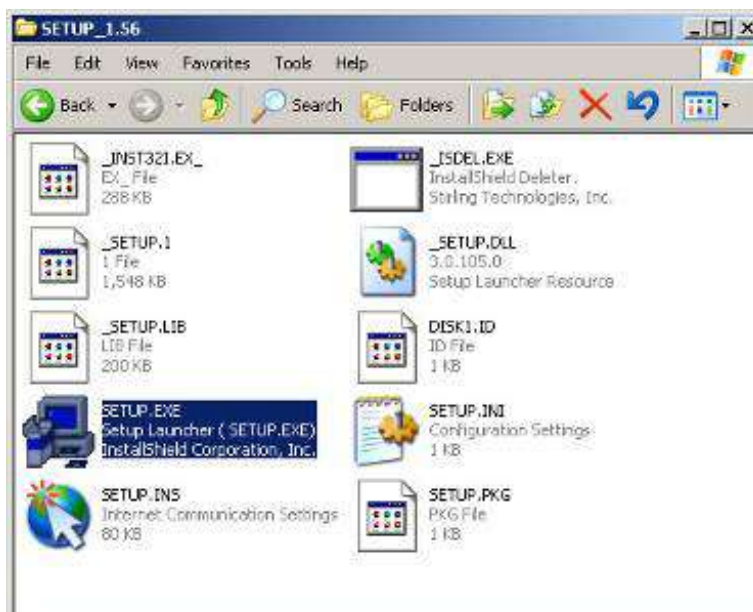 SETUP_1.56
File Edit View Favorites Tools Help
Back Search Folders
_INST32I.EX_
EX_ File
288 KB
_ISDEL.EXE
InstallShield Deleter.
Stirling Technologies, Inc.
_SETUP.1
1 File
1,548 KB
_SETUP.DLL
3.0.105.0
Setup Launcher Resource
_SETUP.LIB
LIB File
200 KB
DISK1.ID
ID File
1 KB
SETUP.EXE
Setup Launcher ( SETUP.EXE)
InstallShield Corporation, Inc.
SETUP.INI
Configuration Settings
1 KB
SETUP.INS
Internet Communication Settings
80 KB
SETUP.PKG
PKG File
1 KB